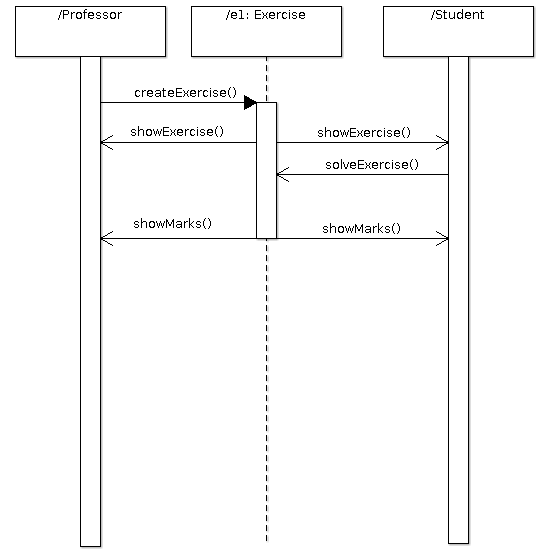 /Professor
/e1: Exercise
/Student
createExercise()
showExercise()
showExercise()
solveExercise()
showMarks()
showMarks()